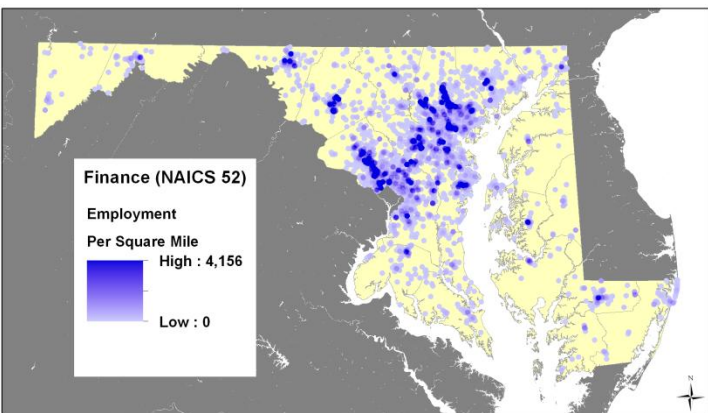 Finance (NAICS 52)
Employment
Per Square Mile
High : 4,156
Low : 0
N